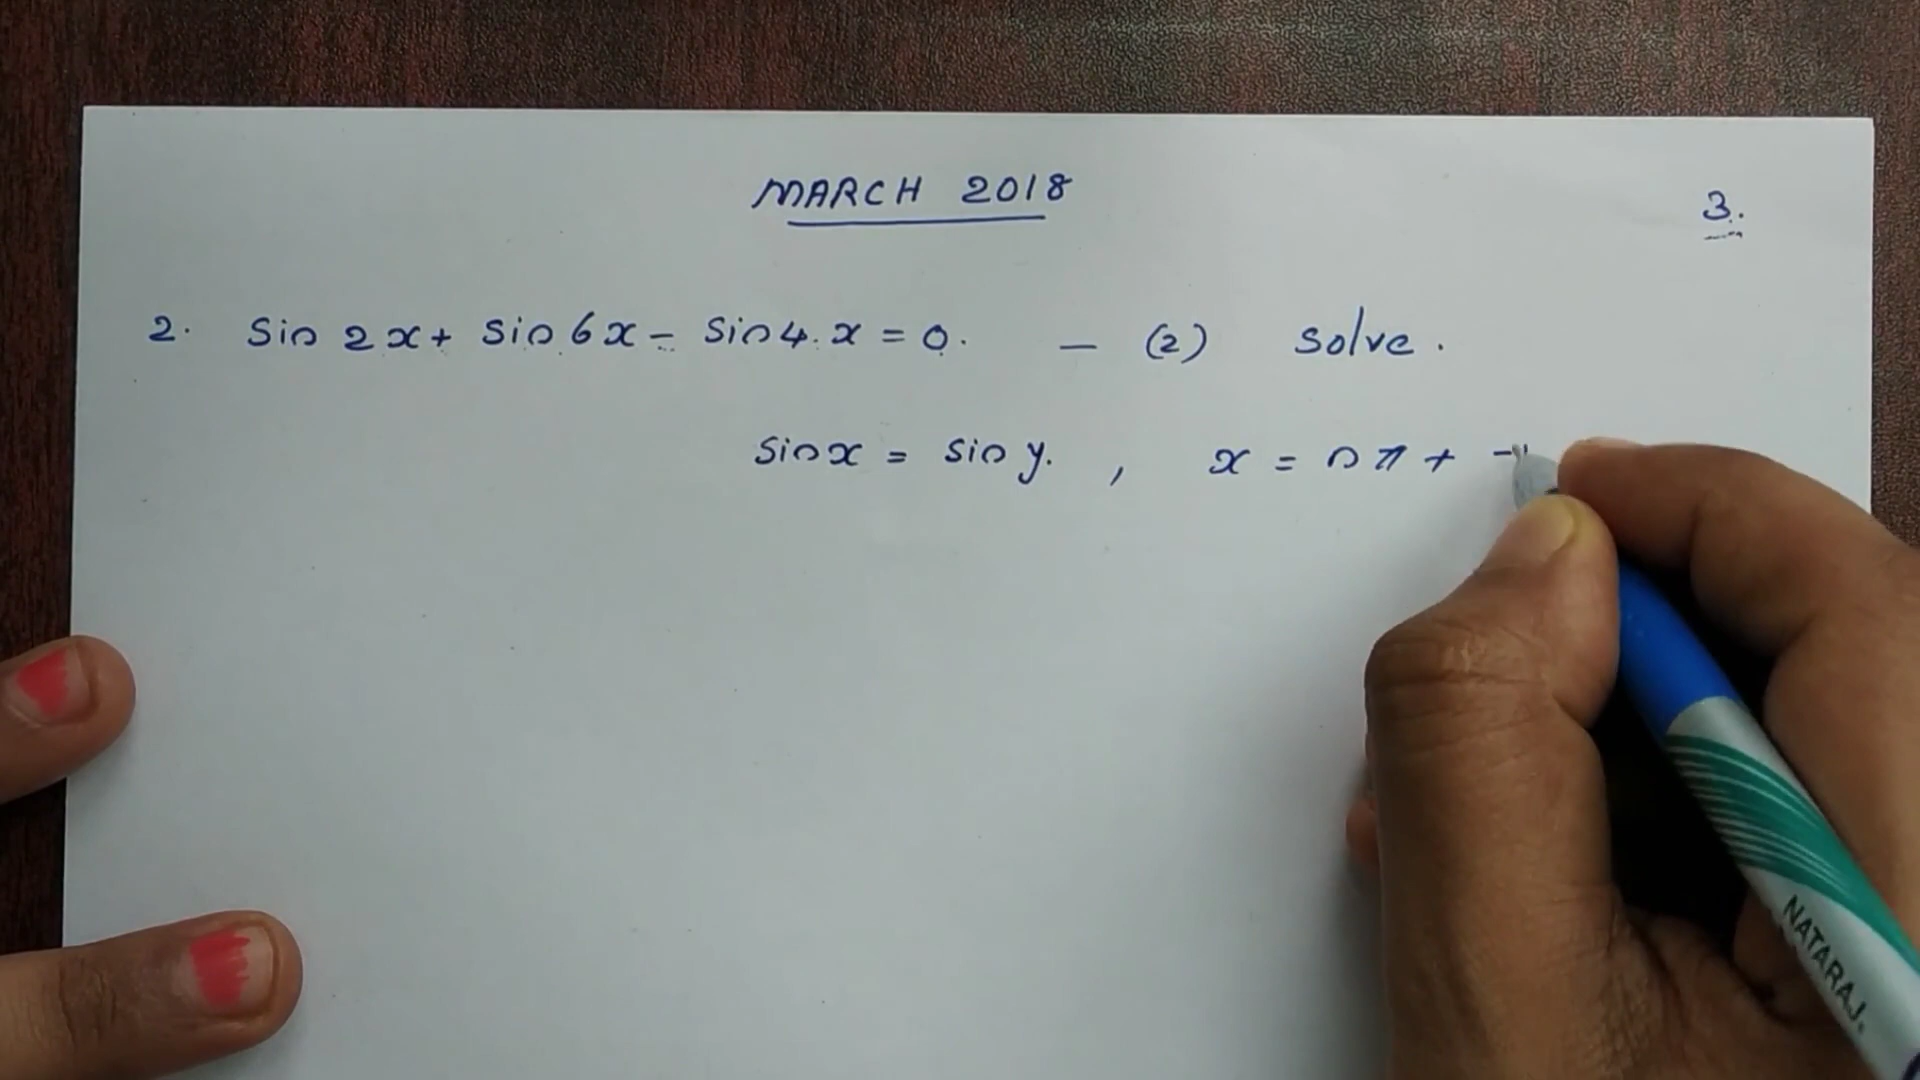 MARCH 2018
3.
2. Sin 2x + Sin 6x - Sin 4.x = 0. - (2) Solve.
Sin x = Sin y. , x = nπ +
NATARAJ.